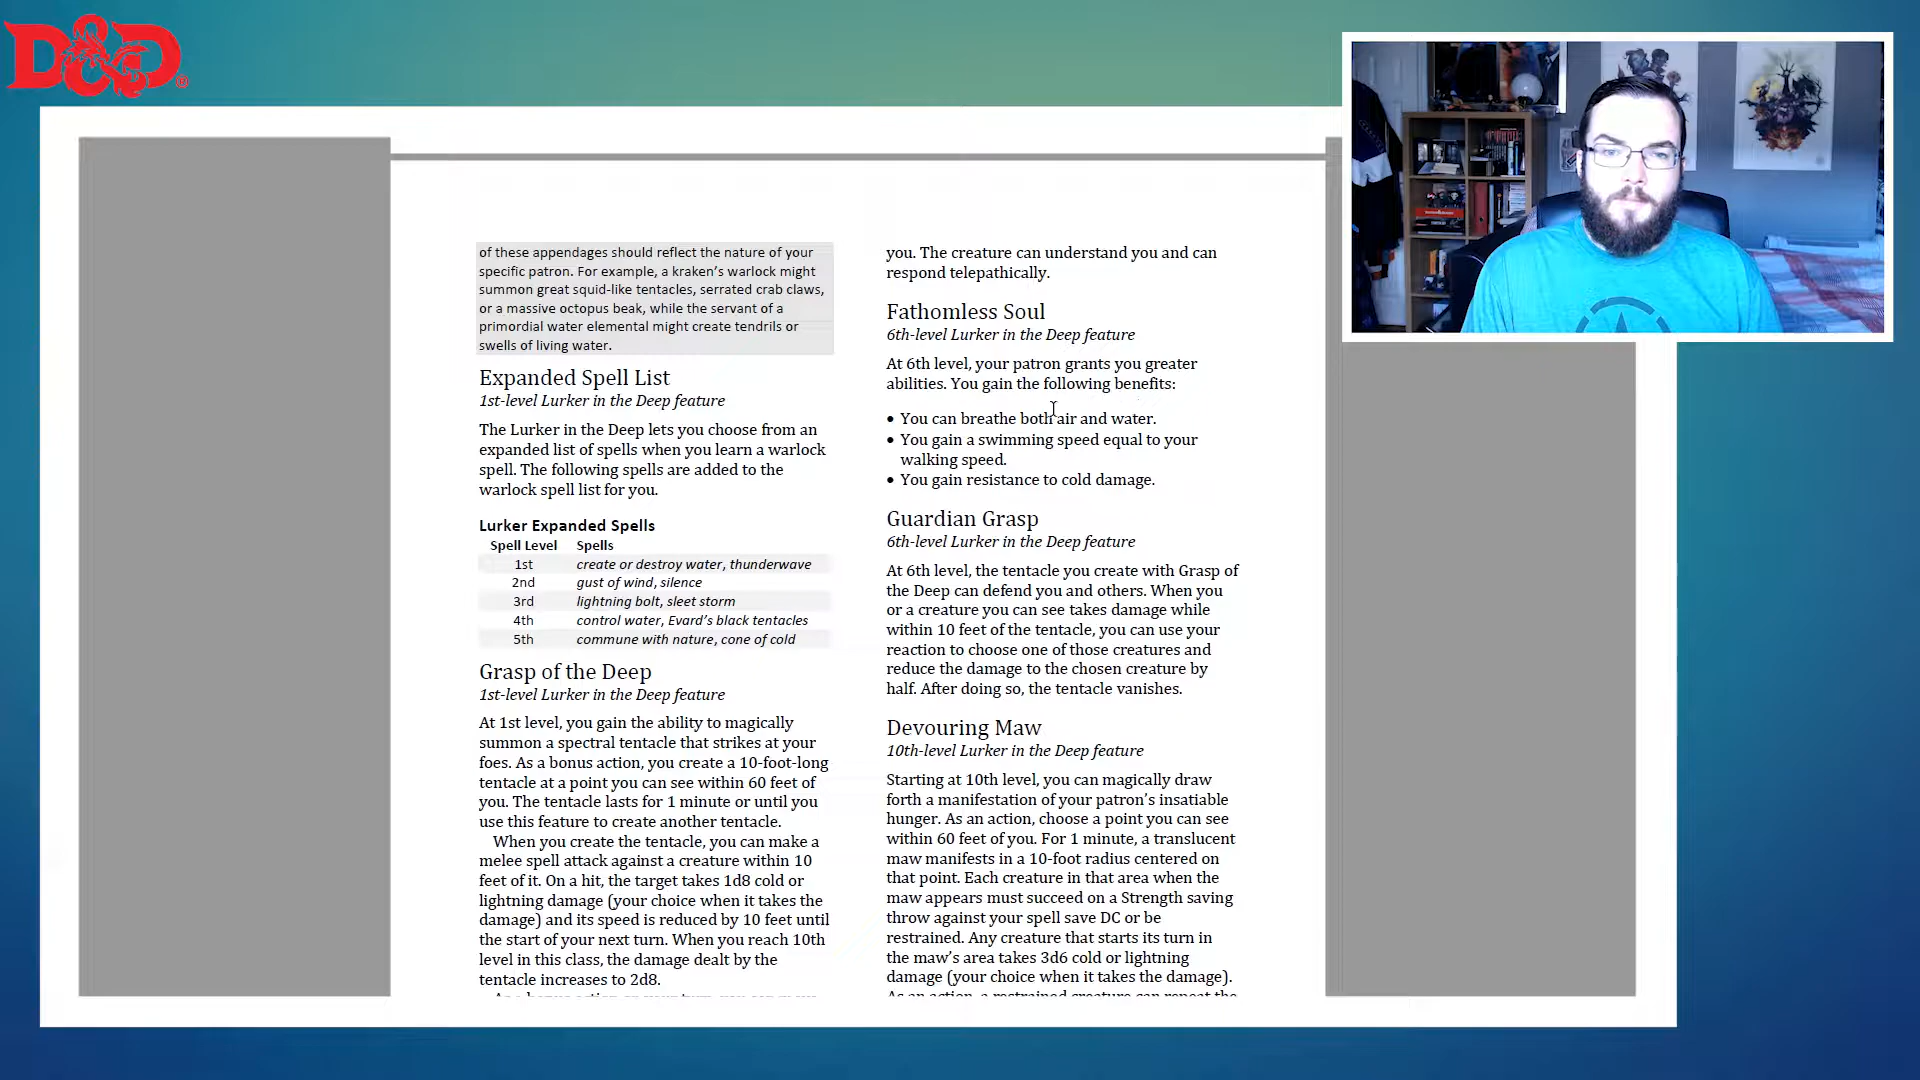 D&D
of these appendages should reflect the nature of your
specific patron. For example, a kraken's warlock might
summon great squid-like tentacles, serrated crab claws,
or a massive octopus beak, while the servant of a
primordial water elemental might create tendrils or
swells of living water.
Expanded Spell List
1st-level Lurker in the Deep feature
The Lurker in the Deep lets you choose from an
expanded list of spells when you learn a warlock
spell. The following spells are added to the
warlock spell list for you.
Lurker Expanded Spells
Spell Level Spells
1st create or destroy water, thunderwave
2nd gust of wind, silence
3rd lightning bolt, sleet storm
4th control water, Evard's black tentacles
5th commune with nature, cone of cold
Grasp of the Deep
1st-level Lurker in the Deep feature
At 1st level, you gain the ability to magically
summon a spectral tentacle that strikes at your
foes. As a bonus action, you create a 10-foot-long
tentacle at a point you can see within 60 feet of
you. The tentacle lasts for 1 minute or until you
use this feature to create another tentacle.
When you create the tentacle, you can make a
melee spell attack against a creature within 10
feet of it. On a hit, the target takes 1d8 cold or
lightning damage (your choice when it takes the
damage) and its speed is reduced by 10 feet until
the start of your next turn. When you reach 10th
level in this class, the damage dealt by the
tentacle increases to 2d8.
you. The creature can understand you and can
respond telepathically.
Fathomless Soul
6th-level Lurker in the Deep feature
At 6th level, your patron grants you greater
abilities. You gain the following benefits:
• You can breathe both air and water.
• You gain a swimming speed equal to your
walking speed.
• You gain resistance to cold damage.
Guardian Grasp
6th-level Lurker in the Deep feature
At 6th level, the tentacle you create with Grasp of
the Deep can defend you and others. When you
or a creature you can see takes damage while
within 10 feet of the tentacle, you can use your
reaction to choose one of those creatures and
reduce the damage to the chosen creature by
half. After doing so, the tentacle vanishes.
Devouring Maw
10th-level Lurker in the Deep feature
Starting at 10th level, you can magically draw
forth a manifestation of your patron's insatiable
hunger. As an action, choose a point you can see
within 60 feet of you. For 1 minute, a translucent
maw manifests in a 10-foot radius centered on
that point. Each creature in that area when the
maw appears must succeed on a Strength saving
throw against your spell save DC or be
restrained. Any creature that starts its turn in
the maw's area takes 3d6 cold or lightning
damage (your choice when it takes the damage).
As an action, a restrained creature can repeat the